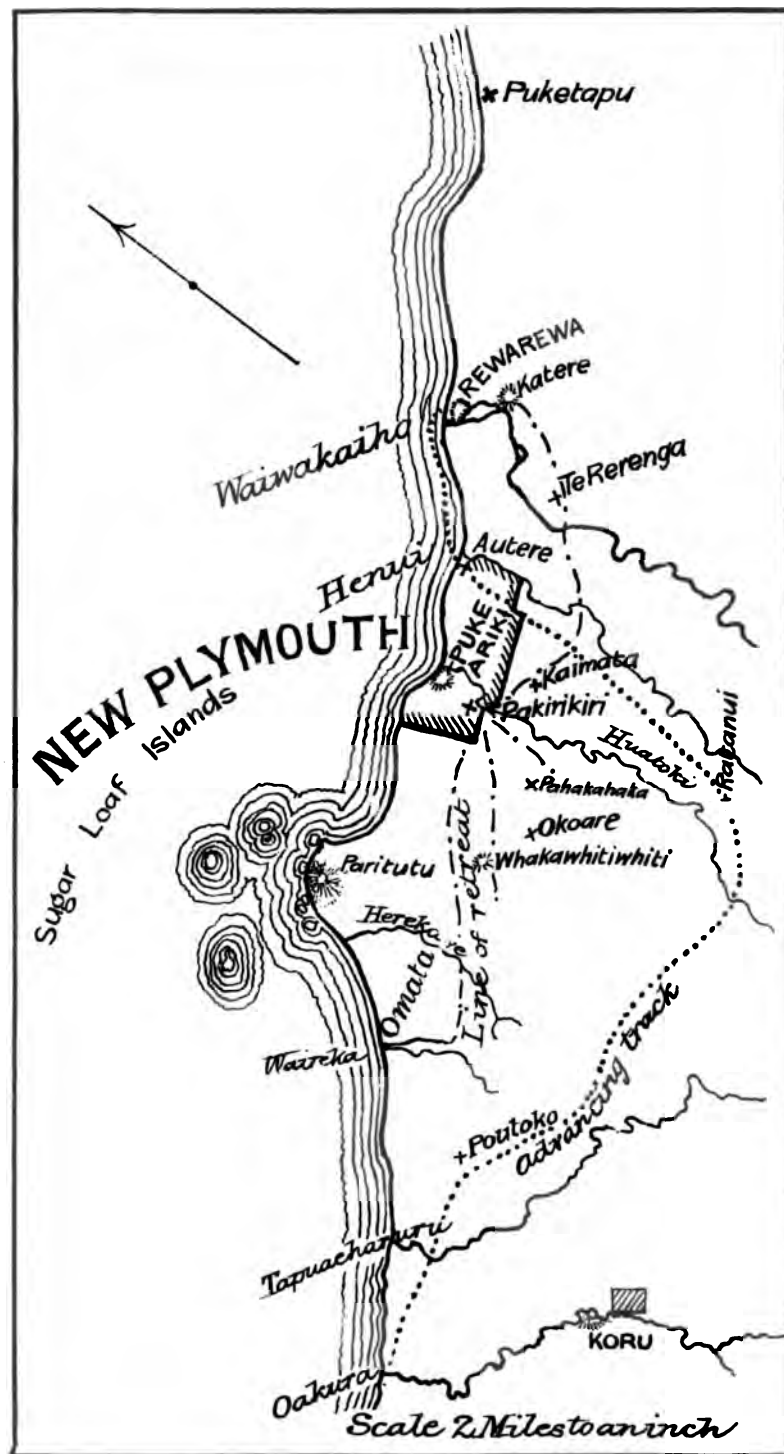 Puketapu
REWAREWA
Katere
Waiwakaiho
Te Rerenga
Henui
Autere
NEW PLYMOUTH
PUKE
ARIKI
Kaimata
Pakirikiri
Sugar Loaf Islands
Huatoki
Ratanui
Pahakahaka
Okoare
Whakawhitiwhiti
Paritutu
Line of retreat
Hereka
Omata
Waireka
Poutoko
advancing track
Tapuaeharuru
KORU
Oakura
Scale 2 Miles to an inch